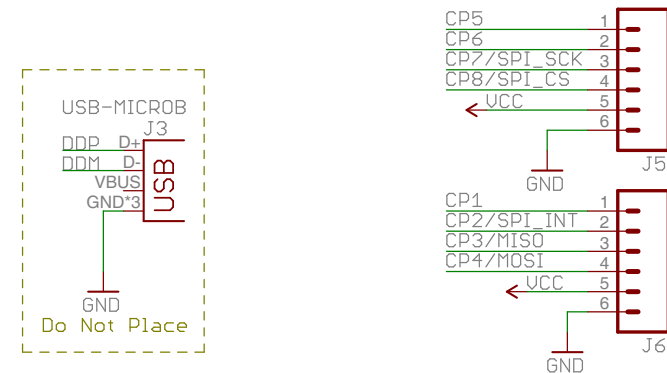 USB-MICROB
J3
DDP D+
DDM D-
VBUS
GND*3
USB
GND
Do Not Place
CP5 1
CP6 2
CP7/SPI_SCK 3
CP8/SPI_CS 4
VCC 5
6
GND
J5
CP1 1
CP2/SPI_INT 2
CP3/MISO 3
CP4/MOSI 4
VCC 5
6
GND
J6